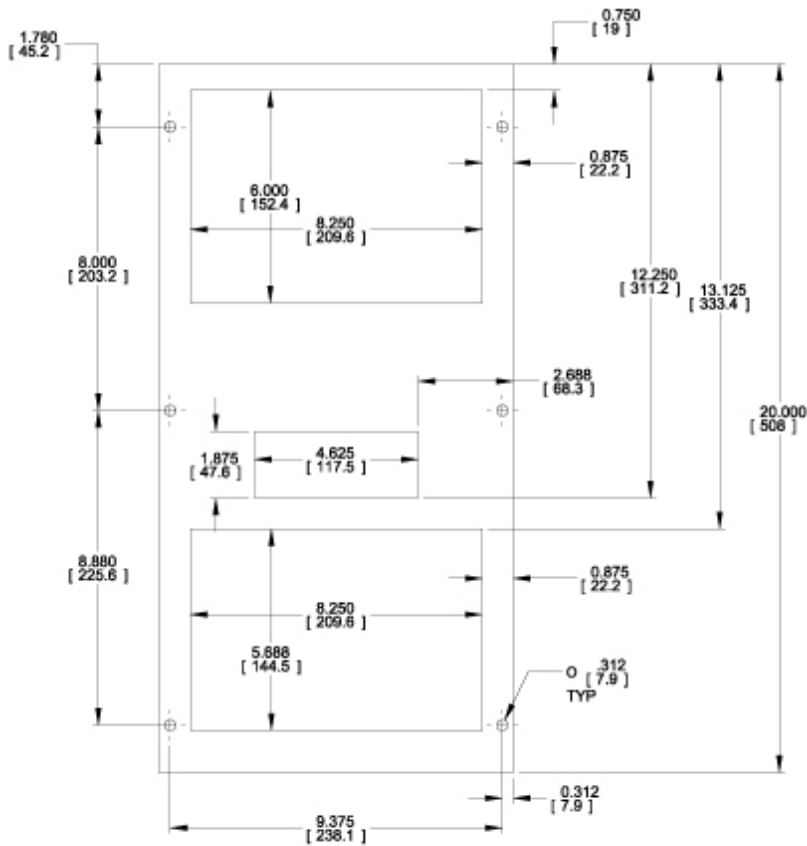 0.750
[ 19 ]
1.780
[ 45.2 ]
0.875
[ 22.2 ]
6.000
[ 152.4 ]
8.250
[ 209.6 ]
8.000
[ 203.2 ]
12.250
[ 311.2 ]
13.125
[ 333.4 ]
2.688
[ 68.3 ]
20.000
[ 508 ]
1.875
[ 47.6 ]
4.625
[ 117.5 ]
8.880
[ 225.6 ]
0.875
[ 22.2 ]
8.250
[ 209.6 ]
5.688
[ 144.5 ]
O .312
[ 7.9 ]
TYP
0.312
[ 7.9 ]
9.375
[ 238.1 ]